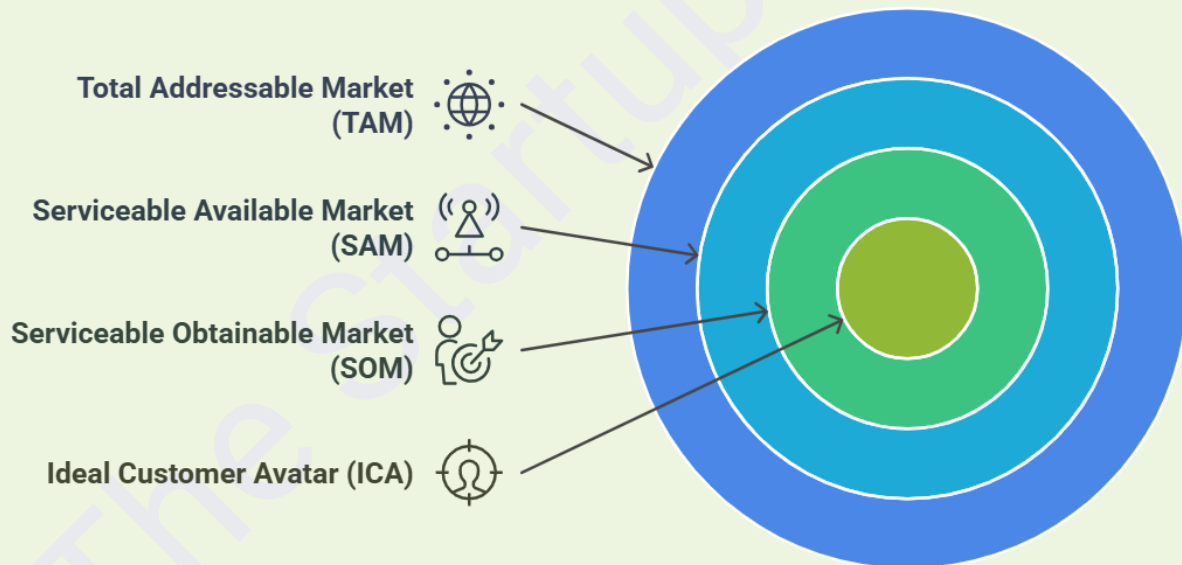 Total Addressable Market
(TAM)
Serviceable Available Market
(SAM)
Serviceable Obtainable Market
(SOM)
Ideal Customer Avatar (ICA)
The Startup